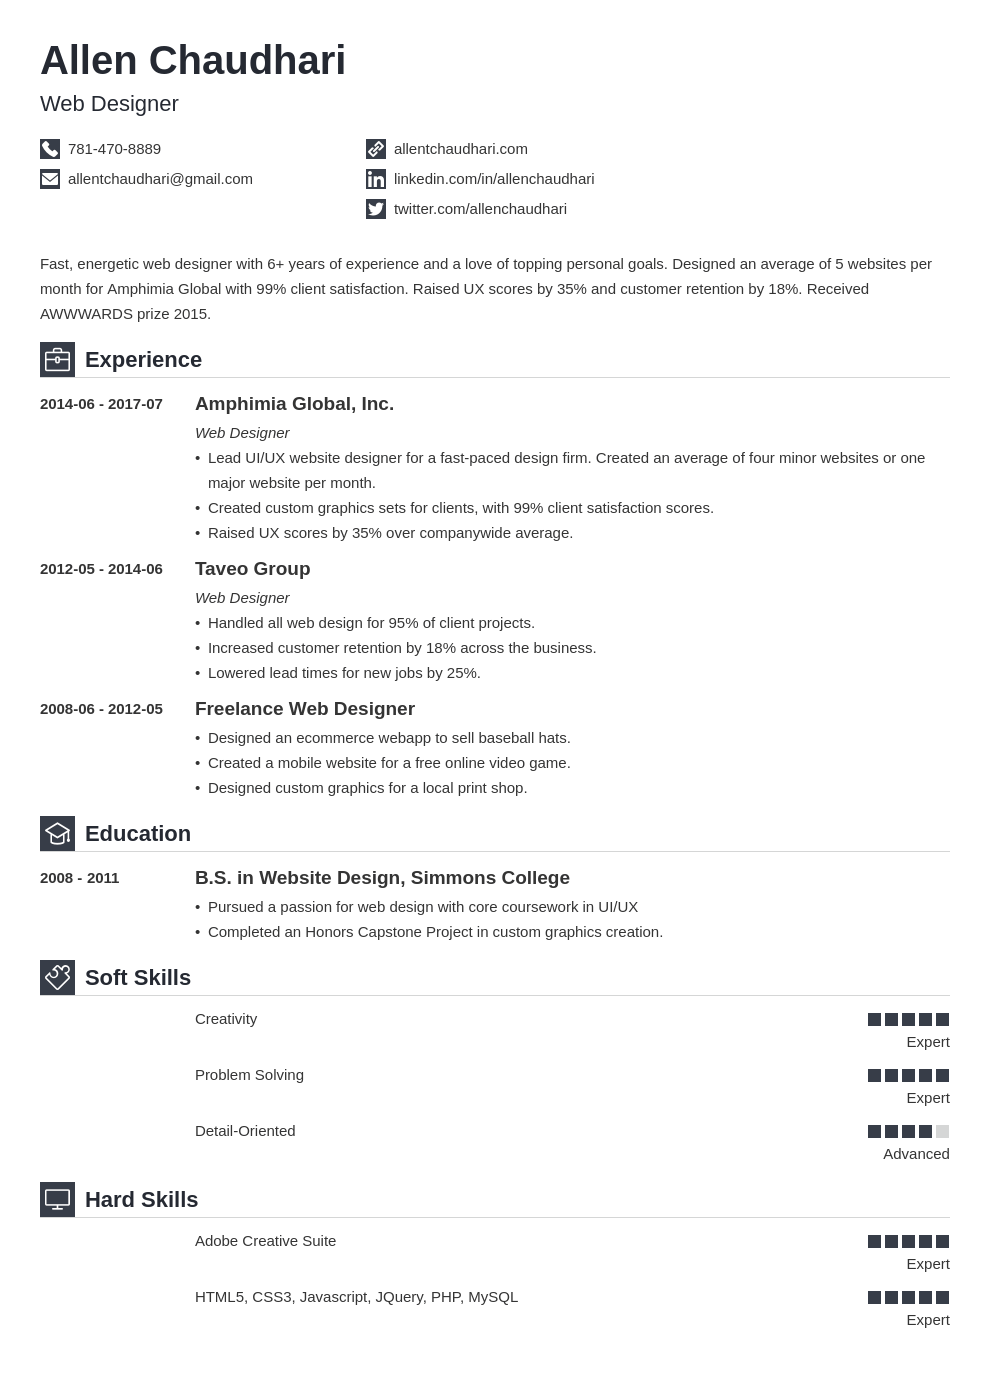 Allen Chaudhari
Web Designer
781-470-8889
allentchaudhari@gmail.com
allentchaudhari.com
linkedin.com/in/allenchaudhari
twitter.com/allenchaudhari
Fast, energetic web designer with 6+ years of experience and a love of topping personal goals. Designed an average of 5 websites per
month for Amphimia Global with 99% client satisfaction. Raised UX scores by 35% and customer retention by 18%. Received
AWWWARDS prize 2015.
Experience
2014-06 - 2017-07
Amphimia Global, Inc.
Web Designer
• Lead UI/UX website designer for a fast-paced design firm. Created an average of four minor websites or one
major website per month.
• Created custom graphics sets for clients, with 99% client satisfaction scores.
• Raised UX scores by 35% over companywide average.
2012-05 - 2014-06
Taveo Group
Web Designer
• Handled all web design for 95% of client projects.
• Increased customer retention by 18% across the business.
• Lowered lead times for new jobs by 25%.
2008-06 - 2012-05
Freelance Web Designer
• Designed an ecommerce webapp to sell baseball hats.
• Created a mobile website for a free online video game.
• Designed custom graphics for a local print shop.
Education
2008 - 2011
B.S. in Website Design, Simmons College
• Pursued a passion for web design with core coursework in UI/UX
• Completed an Honors Capstone Project in custom graphics creation.
Soft Skills
Creativity
Expert
Problem Solving
Expert
Detail-Oriented
Advanced
Hard Skills
Adobe Creative Suite
Expert
HTML5, CSS3, Javascript, JQuery, PHP, MySQL
Expert